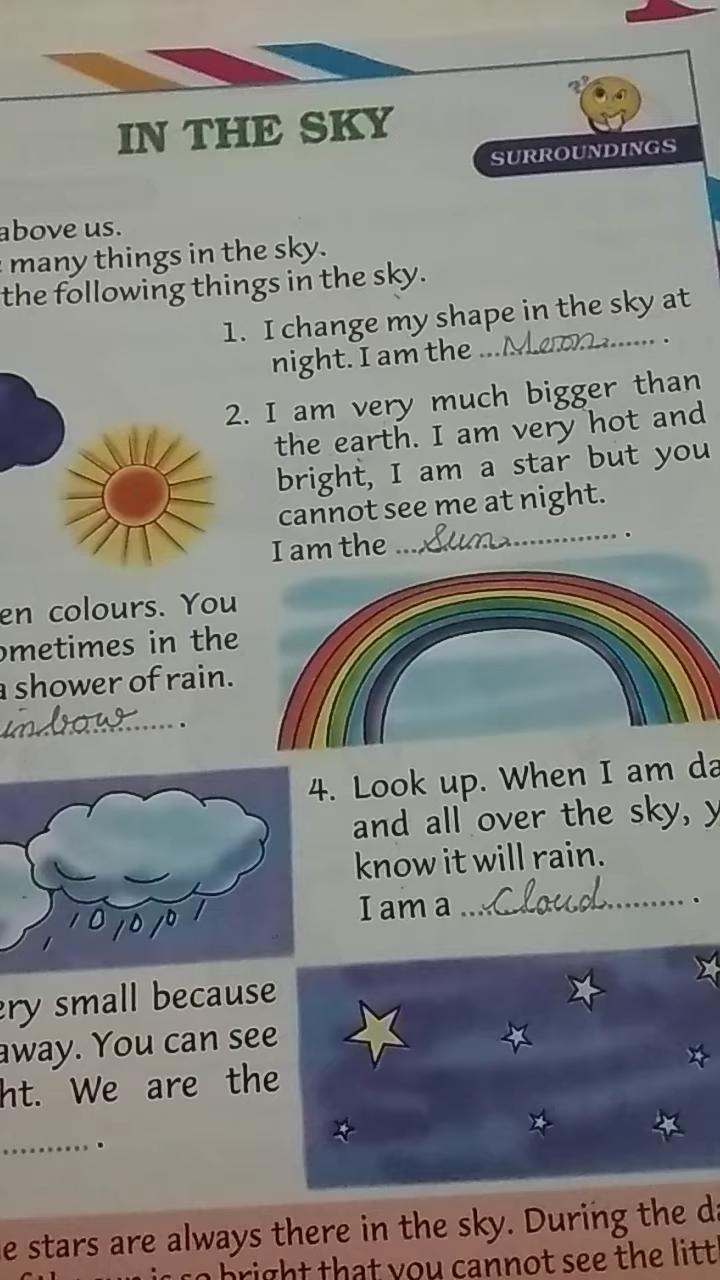 IN THE SKY
SURROUNDINGS
above us.
many things in the sky.
the following things in the sky.
1. I change my shape in the sky at
night. I am the ...Moon....... .
2. I am very much bigger than
the earth. I am very hot and
bright, I am a star but you
cannot see me at night.
I am the ...Sun............... .
en colours. You
ometimes in the
a shower of rain.
inbow....... .
4. Look up. When I am da
and all over the sky, y
know it will rain.
I am a ....Cloud.......... .
ery small because
away. You can see
ht. We are the
........... .
e stars are always there in the sky. During the da
is so bright that you cannot see the littl